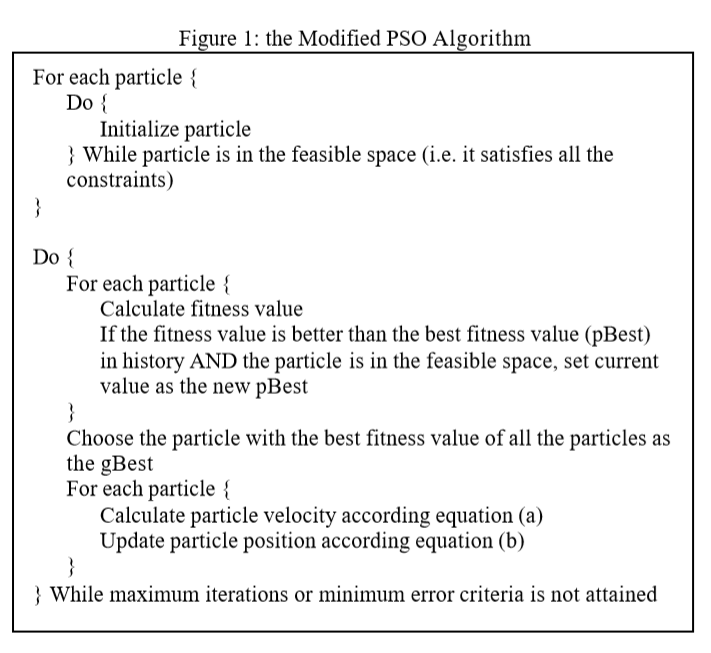 Figure 1: the Modified PSO Algorithm
For each particle {
Do {
Initialize particle
} While particle is in the feasible space (i.e. it satisfies all the
constraints)
}
Do {
For each particle {
Calculate fitness value
If the fitness value is better than the best fitness value (pBest)
in history AND the particle is in the feasible space, set current
value as the new pBest
}
Choose the particle with the best fitness value of all the particles as
the gBest
For each particle {
Calculate particle velocity according equation (a)
Update particle position according equation (b)
}
} While maximum iterations or minimum error criteria is not attained